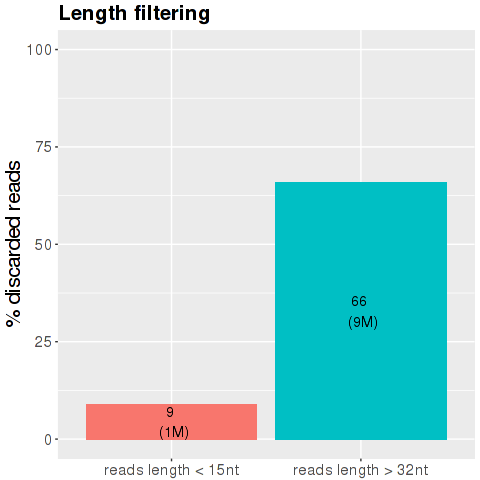 Length filtering
% discarded reads
100
75
50
25
0
66
(9M)
9
(1M)
reads length < 15nt
reads length > 32nt